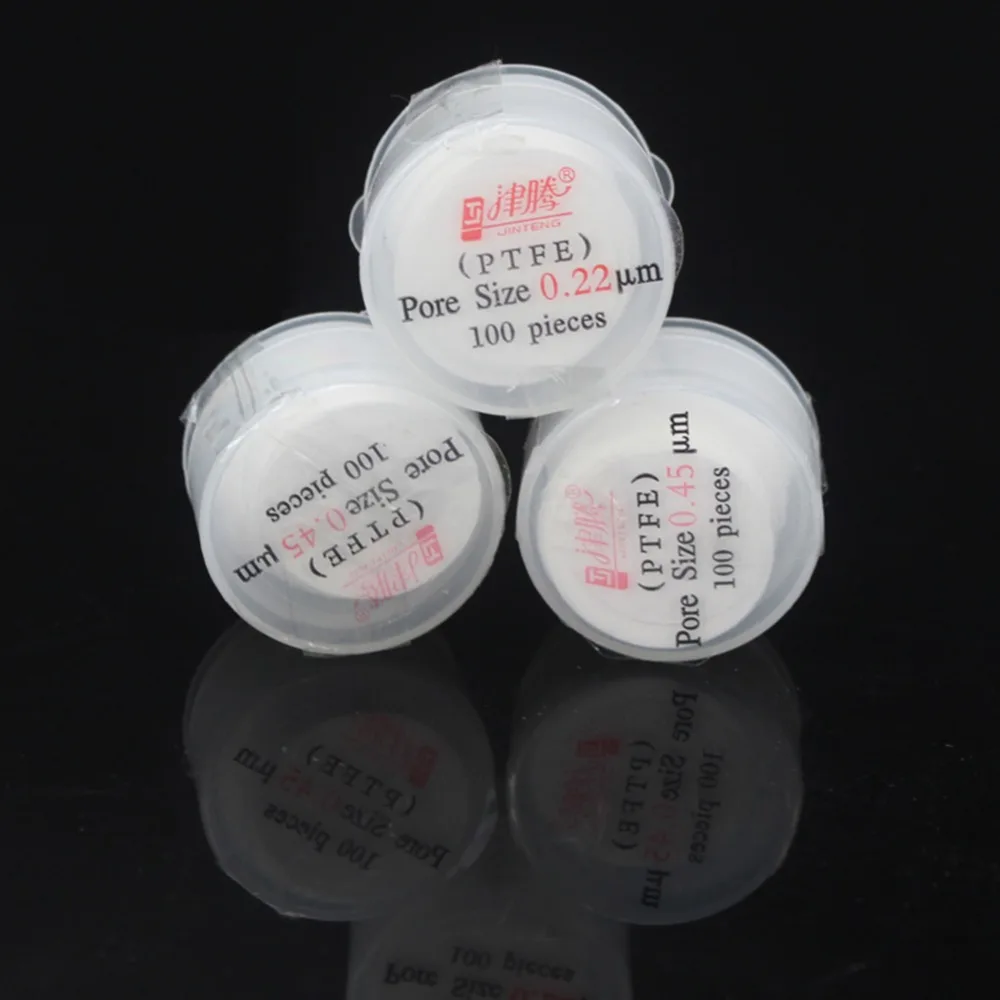 津腾®
JINTENG
(PTFE)
Pore Size 0.22μm
100 pieces
津腾®
(PTFE)
Pore Size 0.45 μm
100 pieces
津腾®
(PTFE)
Pore Size 0.45 μm
100 pieces